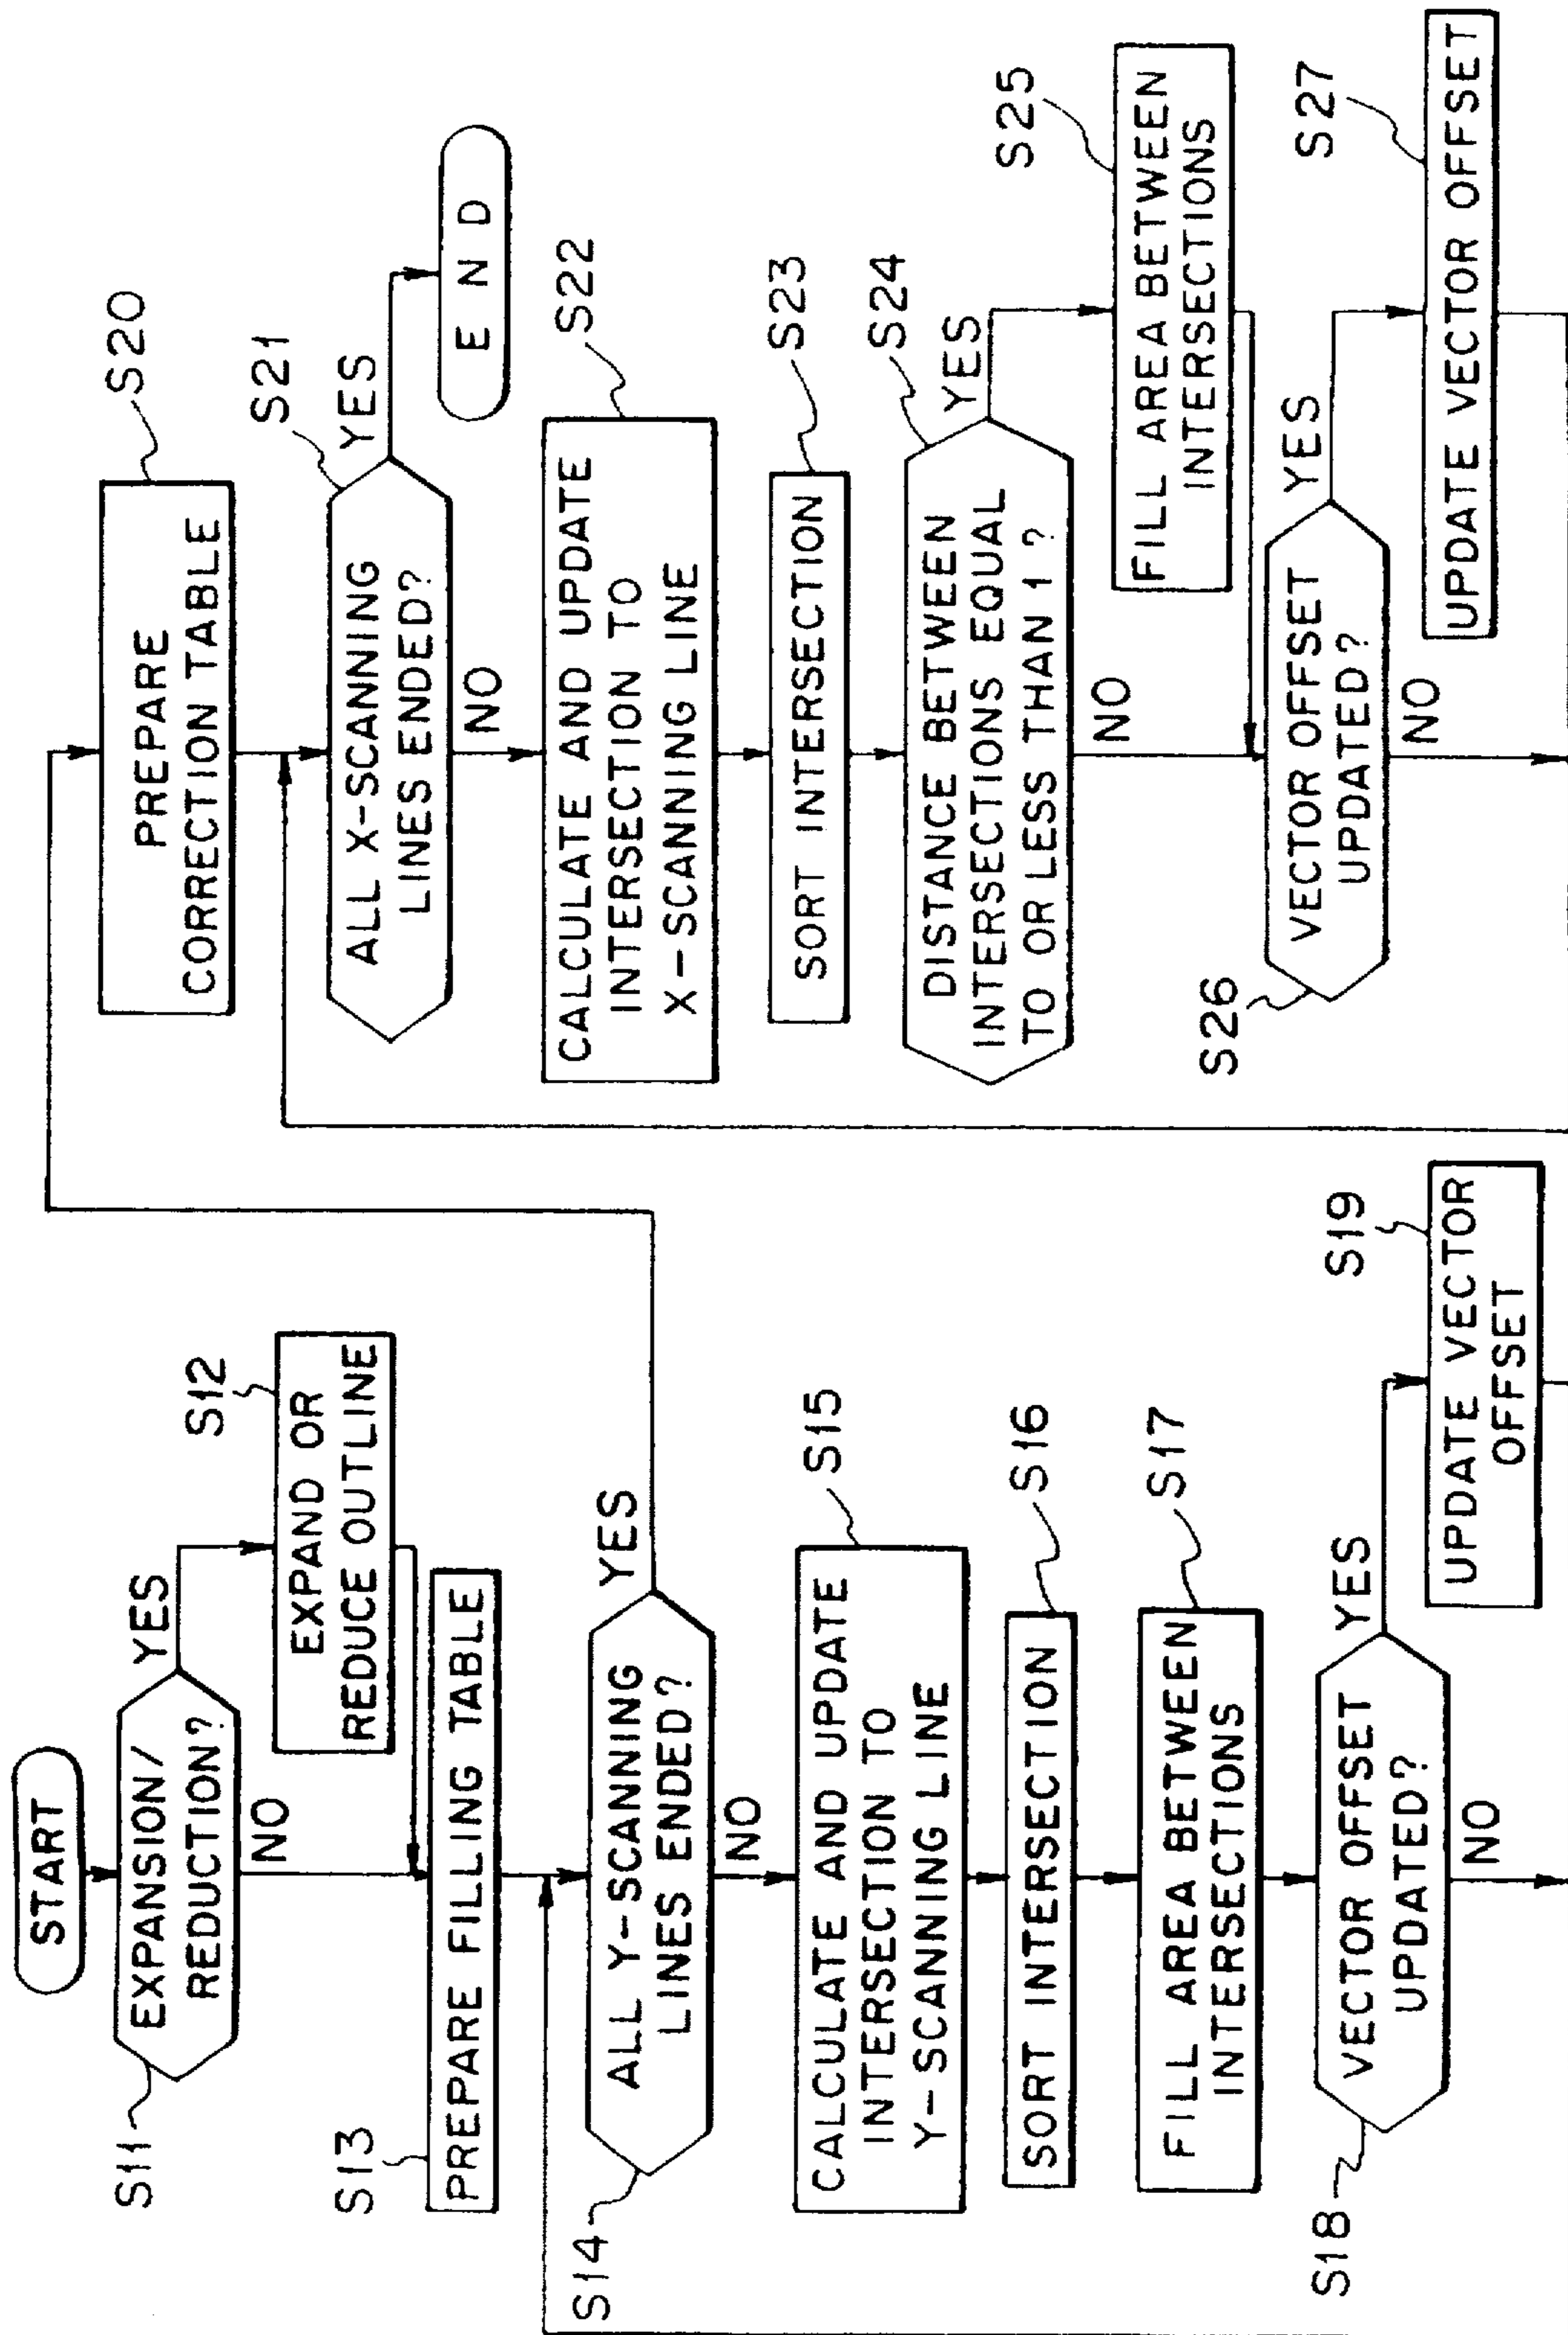 START
S11
EXPANSION/
REDUCTION?
YES
NO
S12
EXPAND OR
REDUCE OUTLINE
S13
PREPARE FILLING TABLE
S14
ALL Y-SCANNING
LINES ENDED?
YES
NO
S15
CALCULATE AND UPDATE
INTERSECTION TO
Y-SCANNING LINE
S16
SORT INTERSECTION
S17
FILL AREA BETWEEN
INTERSECTIONS
S18
VECTOR OFFSET
UPDATED?
YES
NO
S19
UPDATE VECTOR
OFFSET
S20
PREPARE
CORRECTION TABLE
S21
ALL X-SCANNING
LINES ENDED?
YES
NO
END
S22
CALCULATE AND UPDATE
INTERSECTION TO
X-SCANNING LINE
S23
SORT INTERSECTION
S24
DISTANCE BETWEEN
INTERSECTIONS EQUAL
TO OR LESS THAN 1?
YES
NO
S25
FILL AREA BETWEEN
INTERSECTIONS
S26
VECTOR OFFSET
UPDATED?
YES
NO
S27
UPDATE VECTOR OFFSET